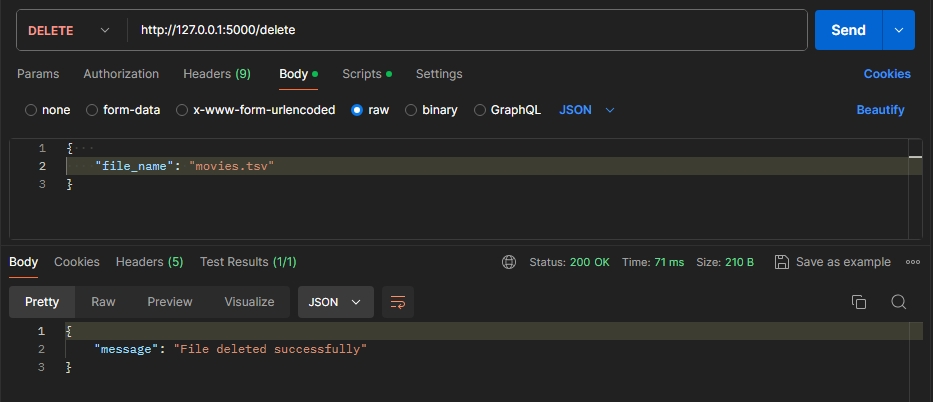 DELETE http://127.0.0.1:5000/delete Send
Params Authorization Headers (9) Body Scripts Settings Cookies
none form-data x-www-form-urlencoded raw binary GraphQL JSON Beautify
1 {
2 "file_name": "movies.tsv"
3 }
Body Cookies Headers (5) Test Results (1/1) Status: 200 OK Time: 71 ms Size: 210 B Save as example
Pretty Raw Preview Visualize JSON
1 {
2 "message": "File deleted successfully"
3 }